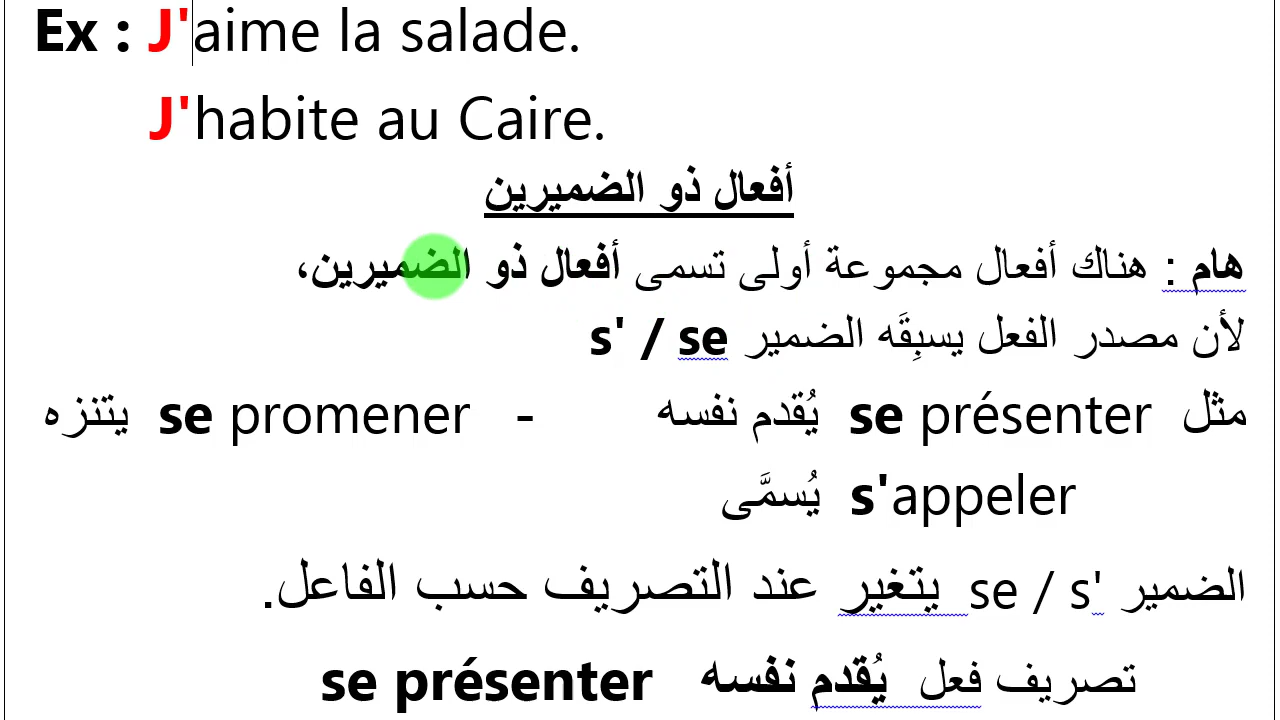 Ex : J'aime la salade.
J'habite au Caire.
أفعال ذو الضميرين
هام : هناك أفعال مجموعة أولى تسمى أفعال ذو الضميرين،
لأن مصدر الفعل يسبِقَه الضمير s' / se
مثل se présenter يُقدم نفسه - se promener يتنزه
s'appeler يُسمَّى
الضمير se / s' يتغير عند التصريف حسب الفاعل.
تصريف فعل يُقدم نفسه se présenter